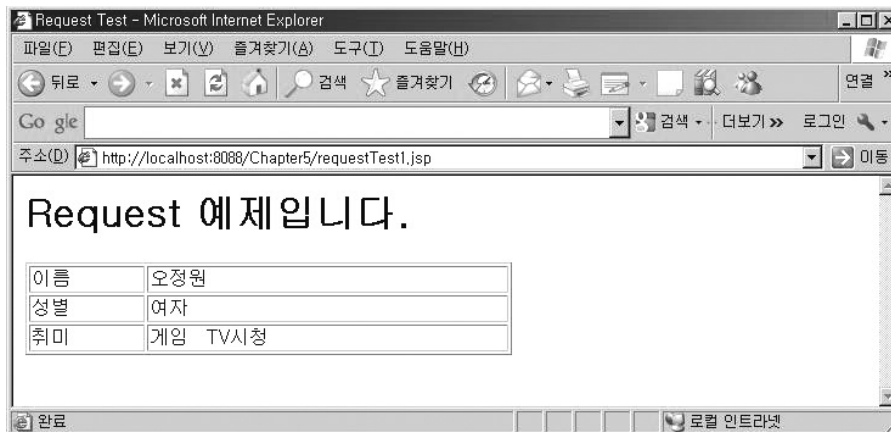 Request Test - Microsoft Internet Explorer
파일(F) 편집(E) 보기(V) 즐겨찾기(A) 도구(T) 도움말(H)
뒤로 검색 즐겨찾기 연결 »
Go gle 검색 더보기 » 로그인
주소(D) http://localhost:8088/Chapter5/requestTest1.jsp 이동
Request 예제입니다.
이름 오정원
성별 여자
취미 게임 TV시청
완료 로컬 인트라넷